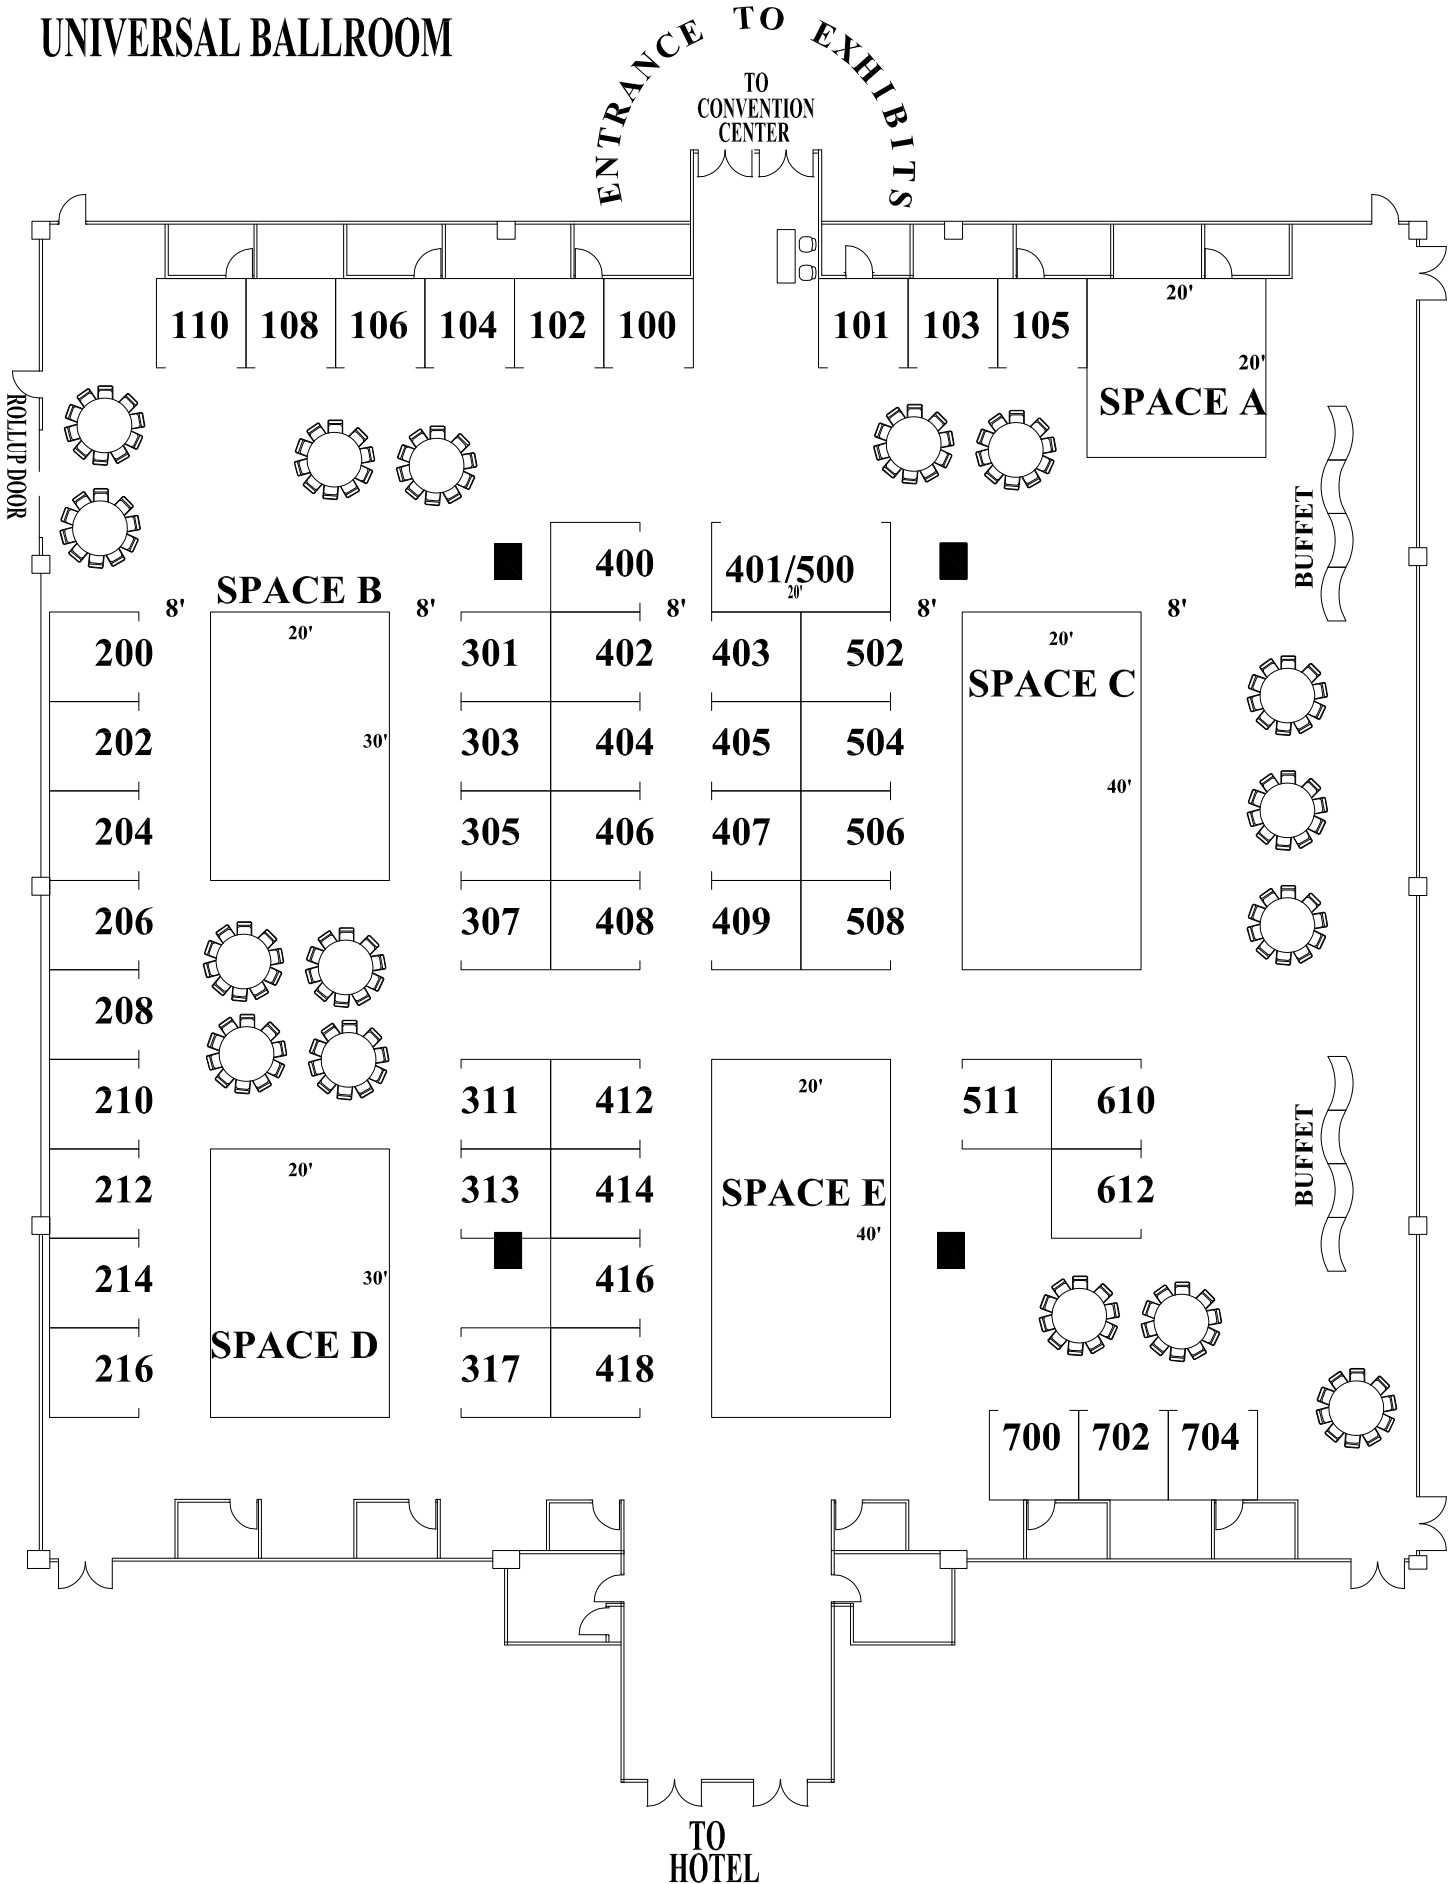 UNIVERSAL BALLROOM
ENTRANCE TO EXHIBITS
TO
CONVENTION
CENTER
110 108 106 104 102 100 101 103 105
20'
20'
SPACE A
ROLLUP DOOR
BUFFET
400 401/500
20'
SPACE B
8' 8' 8' 8' 8'
20' 20'
200 301 402 403 502
SPACE C
202 30' 303 404 405 504
40'
204 305 406 407 506
206 307 408 409 508
208
20'
210 311 412 511 610
BUFFET
20'
212 313 414 SPACE E 612
40'
214 30' 416
SPACE D
216 317 418
700 702 704
TO
HOTEL